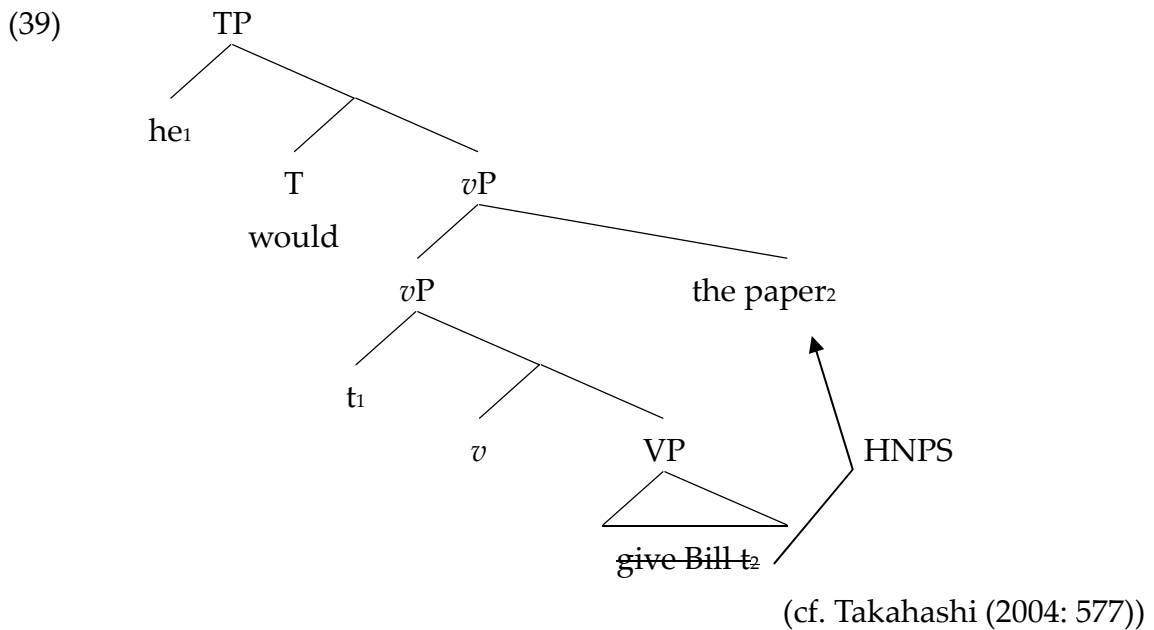 (39) TP
he1
T vP
would
vP the paper2
t1
v VP HNPS
give Bill t2
(cf. Takahashi (2004: 577))